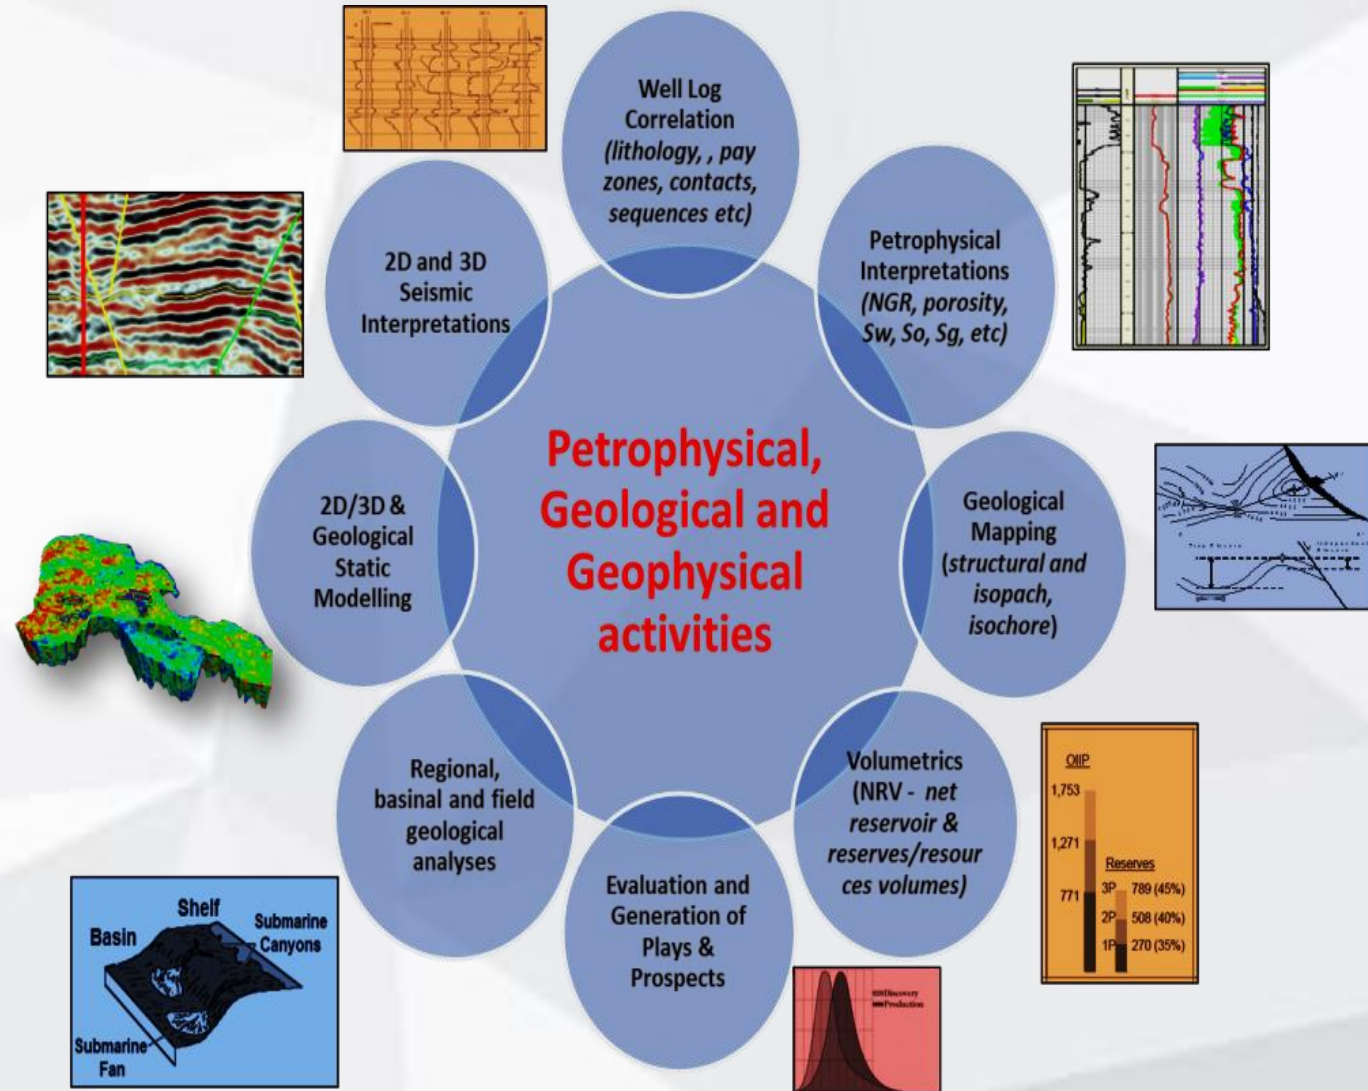 Well Log
Correlation
(lithology, , pay
zones, contacts,
sequences etc)
Petrophysical
Interpretations
(NGR, porosity,
Sw, So, Sg, etc)
Geological
Mapping
(structural and
isopach,
isochore)
Volumetrics
(NRV - net
reservoir &
reserves/resour
ces volumes)
Evaluation and
Generation of
Plays &
Prospects
Regional,
basinal and field
geological
analyses
2D/3D &
Geological
Static
Modelling
2D and 3D
Seismic
Interpretations
Petrophysical,
Geological and
Geophysical
activities
OIIP
1,753
1,271
771
Reserves
3P 789 (45%)
2P 508 (40%)
1P 270 (35%)
Discovery
Production
Shelf
Basin
Submarine
Canyons
Submarine
Fan